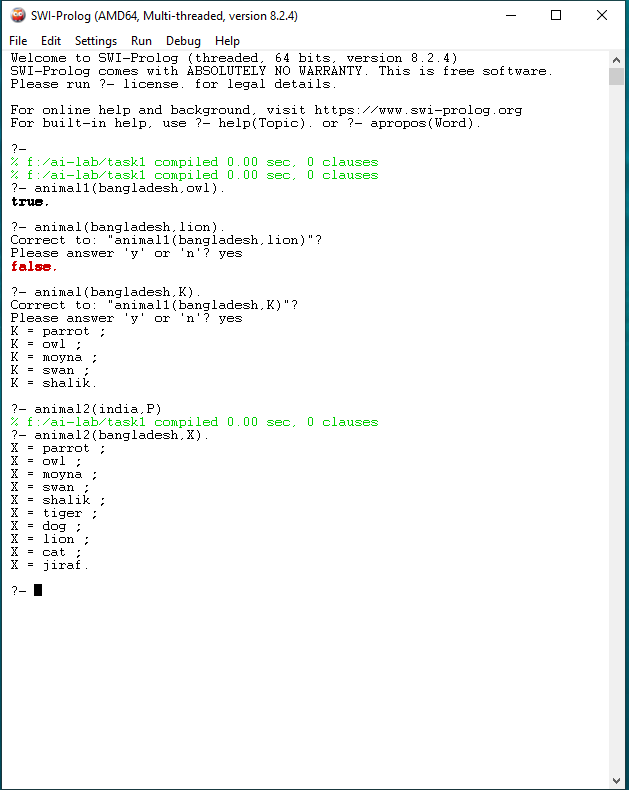 SWI-Prolog (AMD64, Multi-threaded, version 8.2.4)
File Edit Settings Run Debug Help
Welcome to SWI-Prolog (threaded, 64 bits, version 8.2.4)
SWI-Prolog comes with ABSOLUTELY NO WARRANTY. This is free software.
Please run ?- license. for legal details.
For online help and background, visit https://www.swi-prolog.org
For built-in help, use ?- help(Topic). or ?- apropos(Word).
?-
% f:/ai-lab/task1 compiled 0.00 sec, 0 clauses
% f:/ai-lab/task1 compiled 0.00 sec, 0 clauses
?- animal1(bangladesh,owl).
true.
?- animal(bangladesh,lion).
Correct to: "animal1(bangladesh,lion)"?
Please answer 'y' or 'n'? yes
false.
?- animal(bangladesh,K).
Correct to: "animal1(bangladesh,K)"?
Please answer 'y' or 'n'? yes
K = parrot ;
K = owl ;
K = moyna ;
K = swan ;
K = shalik.
?- animal2(india,P)
% f:/ai-lab/task1 compiled 0.00 sec, 0 clauses
?- animal2(bangladesh,X).
X = parrot ;
X = owl ;
X = moyna ;
X = swan ;
X = shalik ;
X = tiger ;
X = dog ;
X = lion ;
X = cat ;
X = jiraf.
?-